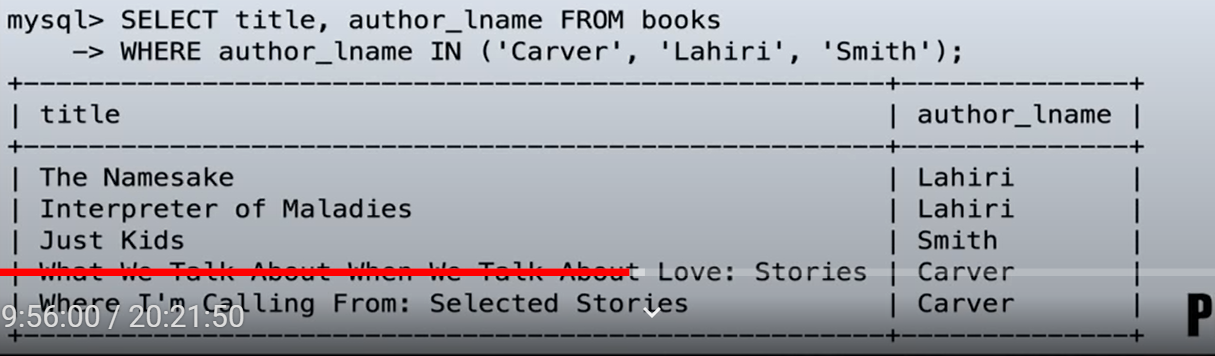 mysql> SELECT title, author_lname FROM books
    -> WHERE author_lname IN ('Carver', 'Lahiri', 'Smith');
+------------------------------------------------------+--------------+
| title                                                | author_lname |
+------------------------------------------------------+--------------+
| The Namesake                                         | Lahiri       |
| Interpreter of Maladies                              | Lahiri       |
| Just Kids                                            | Smith        |
| What We Talk About When We Talk About Love: Stories | Carver       |
| Where I'm Calling From: Selected Stories             | Carver       |
+------------------------------------------------------+--------------+
9:56:00 / 20:21:50
P